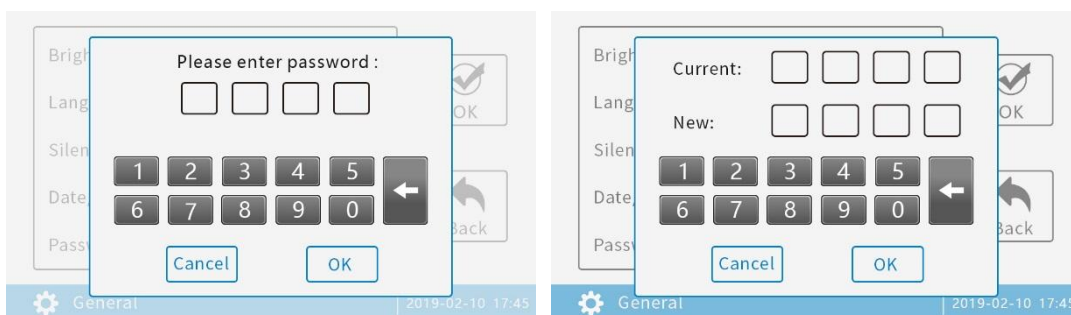 Please enter password :
1 2 3 4 5
6 7 8 9 0
Cancel OK
Brigh
Lang
Silen
Date,
Passw
OK
Back
General 2019-02-10 17:45
Current:
New:
1 2 3 4 5
6 7 8 9 0
Cancel OK
Brigh
Lang
Silen
Date,
Passw
OK
Back
General 2019-02-10 17:45